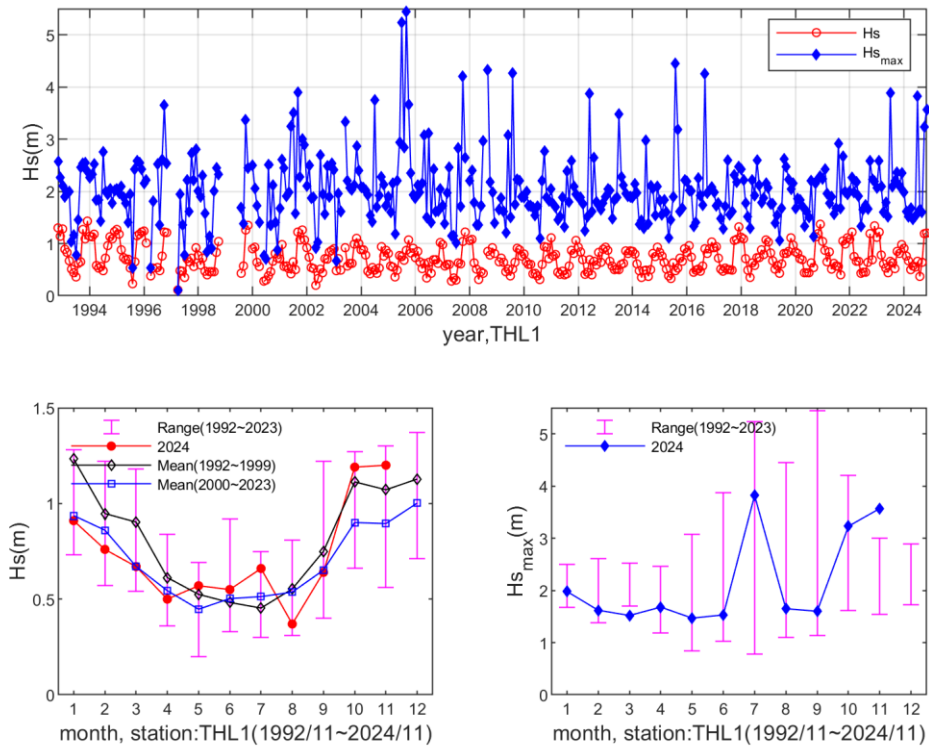 5
4
3
2
1
0
Hs(m)
Hs
Hs_max
1994 1996 1998 2000 2002 2004 2006 2008 2010 2012 2014 2016 2018 2020 2022 2024
year,THL1
1.5
1
0.5
0
Hs(m)
Range(1992~2023)
2024
Mean(1992~1999)
Mean(2000~2023)
1 2 3 4 5 6 7 8 9 10 11 12
month, station:THL1(1992/11~2024/11)
5
4
3
2
1
0
Hs_max(m)
Range(1992~2023)
2024
1 2 3 4 5 6 7 8 9 10 11 12
month, station:THL1(1992/11~2024/11)